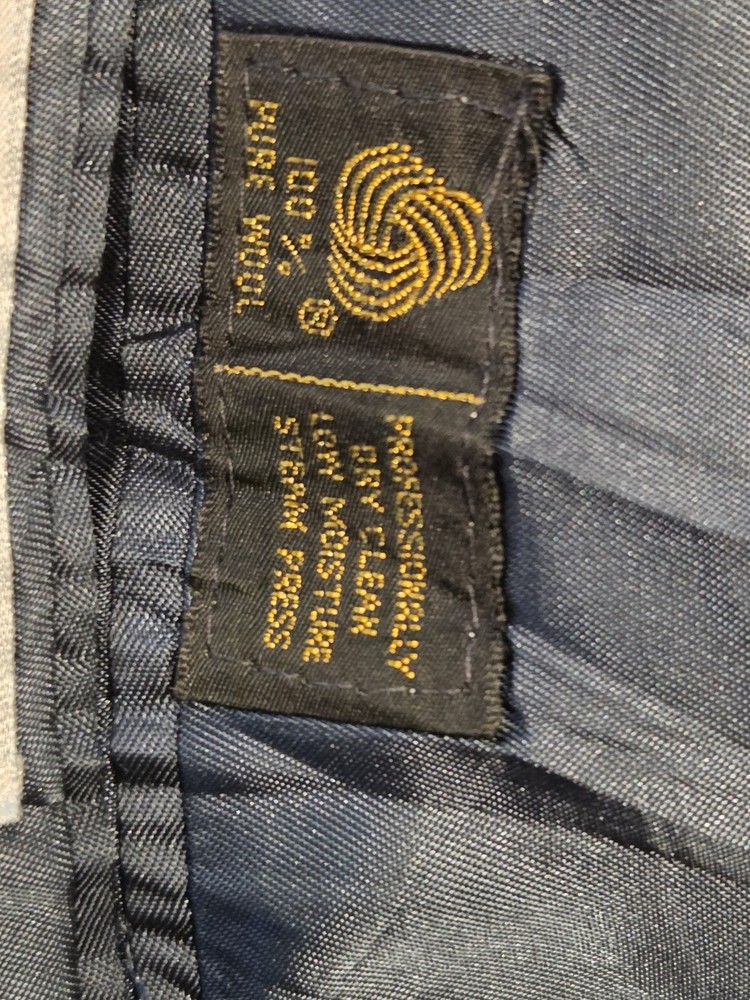 100%
PURE WOOL
®
PROFESSIONALLY
DRY CLEAN
LOW MOISTURE
STEAM PRESS